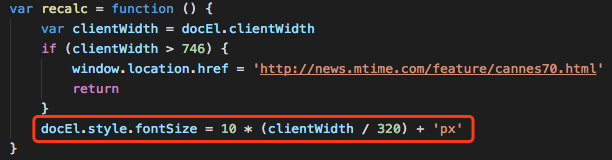 var recalc = function () {
var clientWidth = docEl.clientWidth
if (clientWidth > 746) {
window.location.href = 'http://news.mtime.com/feature/cannes70.html'
return
}
docEl.style.fontSize = 10 * (clientWidth / 320) + 'px'
}